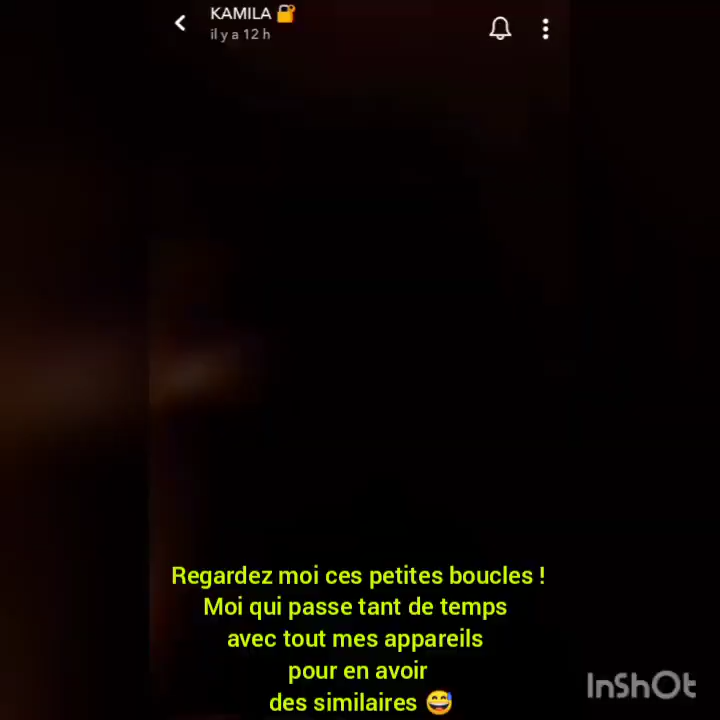 KAMILA 🔐
il y a 12 h
Regardez moi ces petites boucles !
Moi qui passe tant de temps
avec tout mes appareils
pour en avoir
des similaires 😅
InShOt